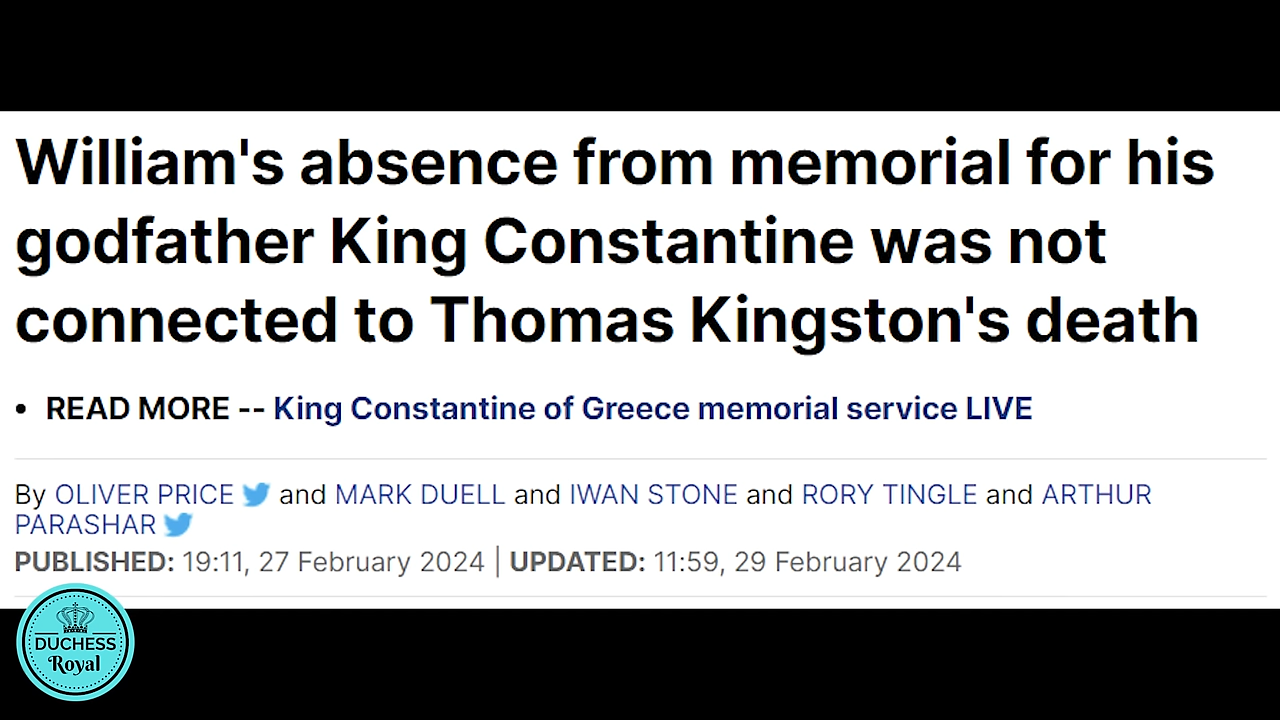 William's absence from memorial for his
godfather King Constantine was not
connected to Thomas Kingston's death
• READ MORE -- King Constantine of Greece memorial service LIVE
By OLIVER PRICE and MARK DUELL and IWAN STONE and RORY TINGLE and ARTHUR
PARASHAR
PUBLISHED: 19:11, 27 February 2024 | UPDATED: 11:59, 29 February 2024
DUCHESS
Royal